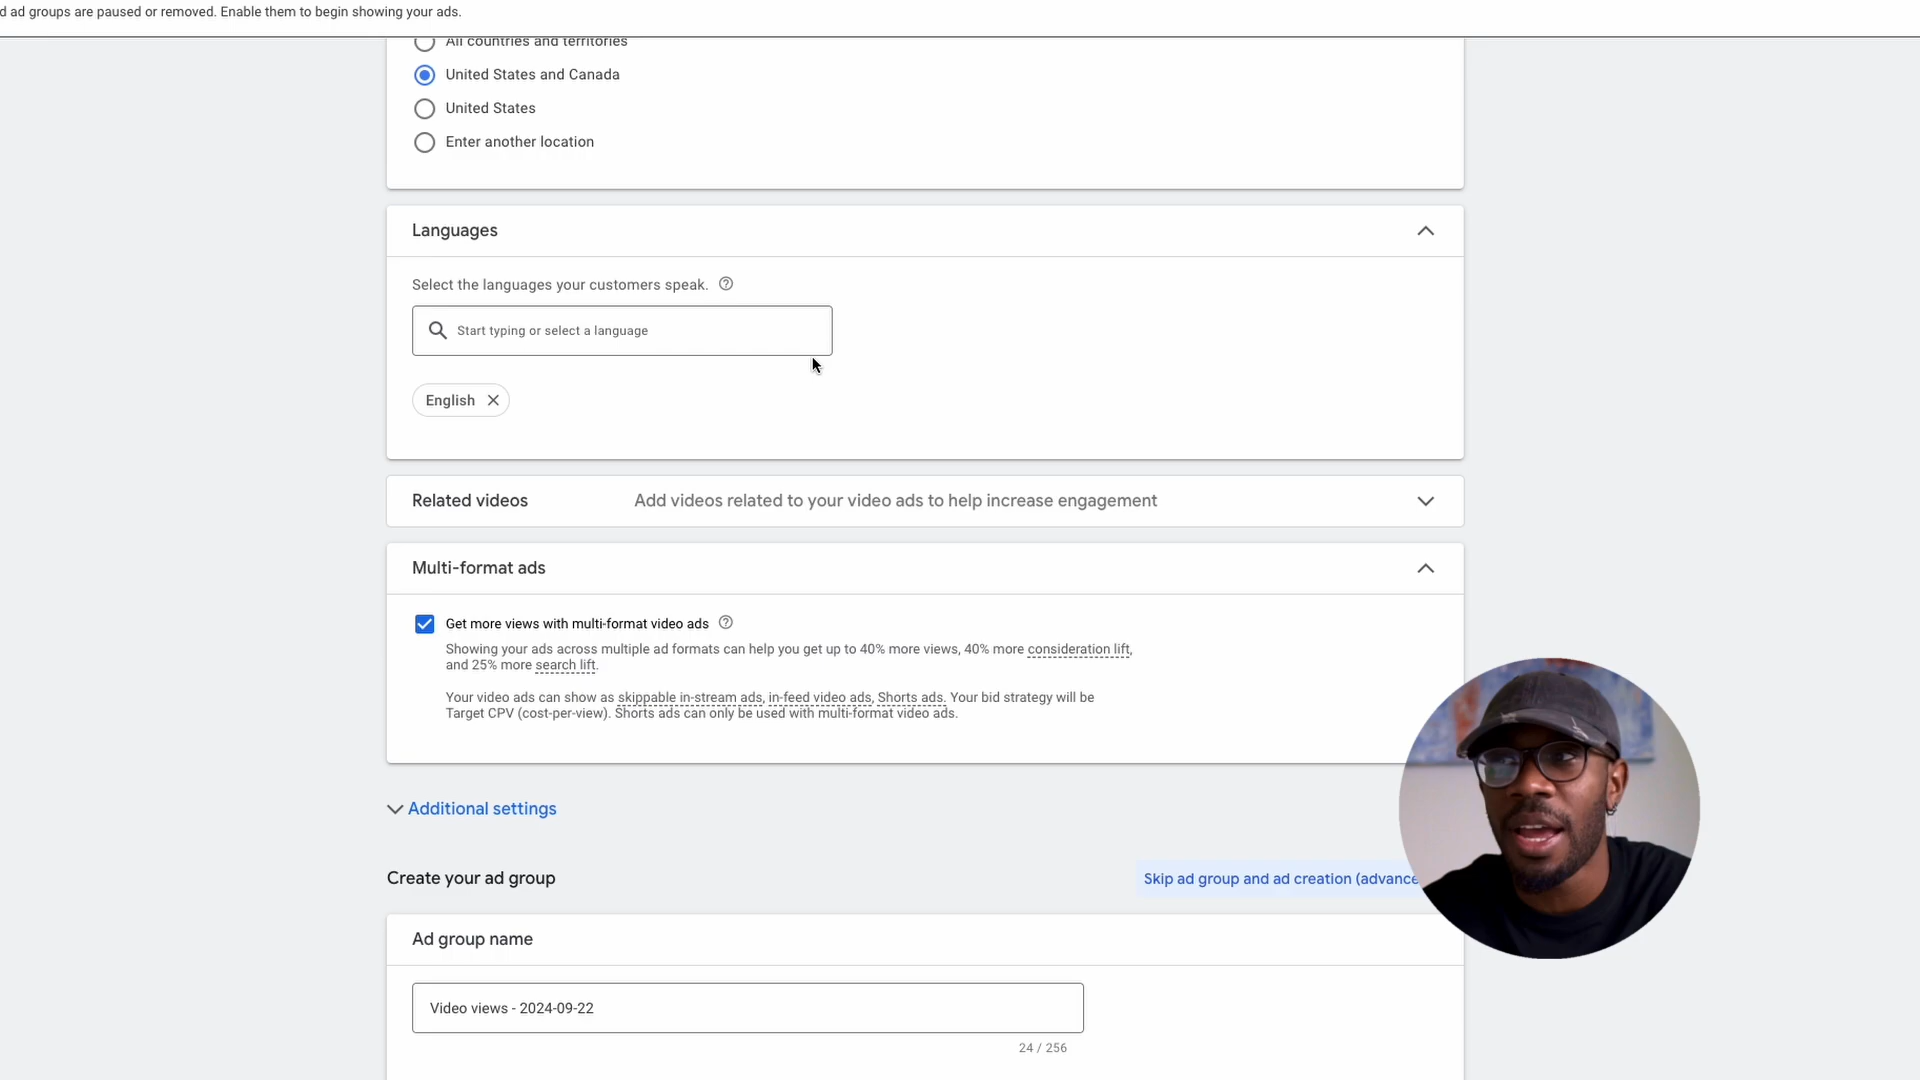 d ad groups are paused or removed. Enable them to begin showing your ads.
All countries and territories
United States and Canada
United States
Enter another location
Languages
Select the languages your customers speak.
Start typing or select a language
English
Related videos Add videos related to your video ads to help increase engagement
Multi-format ads
Get more views with multi-format video ads
Showing your ads across multiple ad formats can help you get up to 40% more views, 40% more consideration lift,
and 25% more search lift.
Your video ads can show as skippable in-stream ads, in-feed video ads, Shorts ads. Your bid strategy will be
Target CPV (cost-per-view). Shorts ads can only be used with multi-format video ads.
Additional settings
Create your ad group
Skip ad group and ad creation (advance
Ad group name
Video views - 2024-09-22
24 / 256